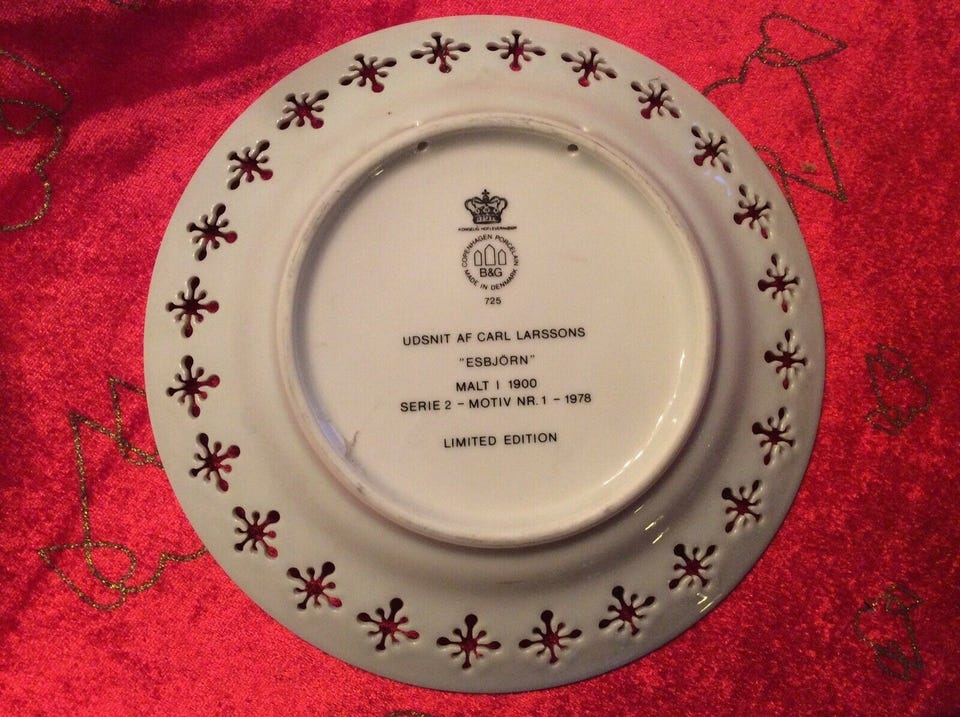 KONGELIG HOFLEVERANDØR
COPENHAGEN PORCELAIN
B&G
MADE IN DENMARK
725
UDSNIT AF CARL LARSSONS
"ESBJÖRN"
MALT I 1900
SERIE 2 – MOTIV NR. 1 – 1978
LIMITED EDITION